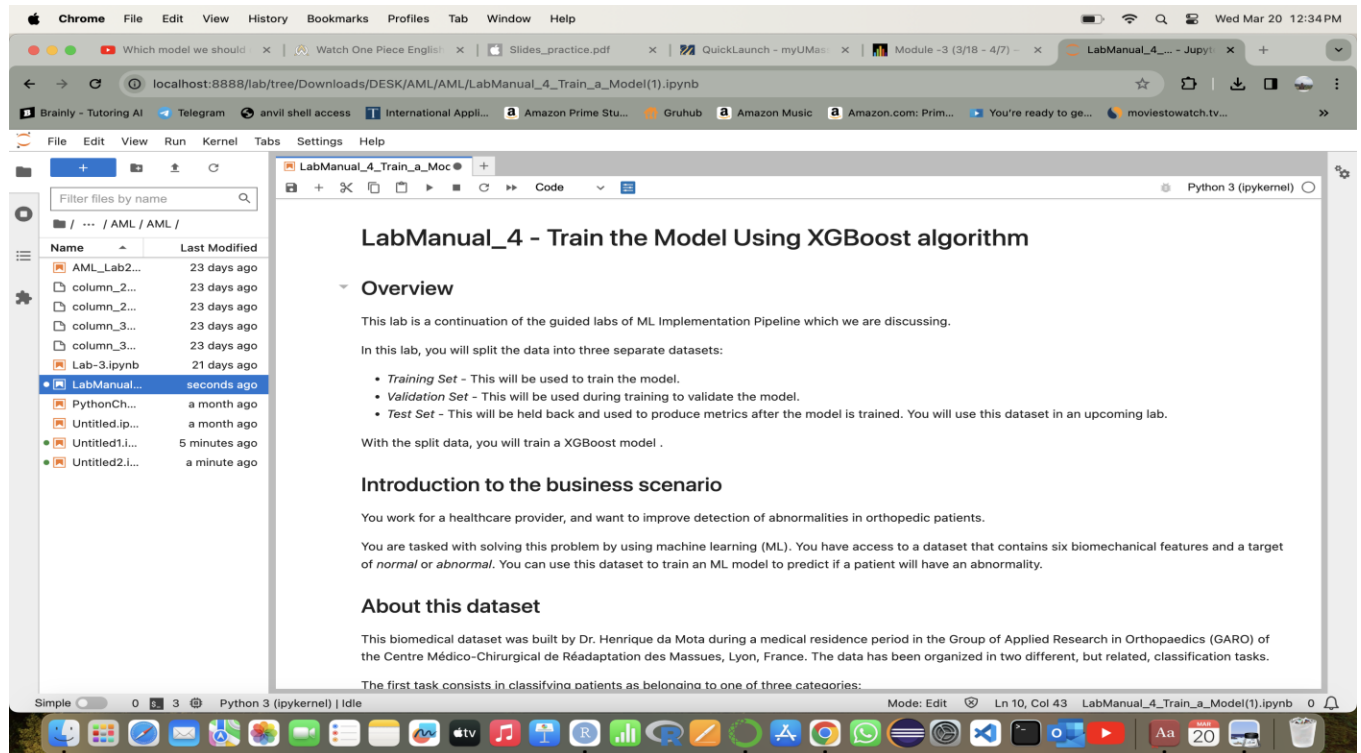 Chrome File Edit View History Bookmarks Profiles Tab Window Help Wed Mar 20 12:34 PM
Which model we should Watch One Piece English Slides_practice.pdf QuickLaunch - myUMas Module -3 (3/18 - 4/7) – LabManual_4_... - Jupyt
localhost:8888/lab/tree/Downloads/DESK/AML/AML/LabManual_4_Train_a_Model(1).ipynb
Brainly - Tutoring AI Telegram anvil shell access International Appli... Amazon Prime Stu... Gruhub Amazon Music Amazon.com: Prim... You're ready to ge... moviestowatch.tv... »
File Edit View Run Kernel Tabs Settings Help
LabManual_4_Train_a_Moc
Code Python 3 (ipykernel)
Filter files by name
/ ··· / AML / AML /
Name Last Modified
AML_Lab2... 23 days ago
column_2... 23 days ago
column_2... 23 days ago
column_3... 23 days ago
column_3... 23 days ago
Lab-3.ipynb 21 days ago
LabManual... seconds ago
PythonCh... a month ago
Untitled.ip... a month ago
Untitled1.i... 5 minutes ago
Untitled2.i... a minute ago
LabManual_4 - Train the Model Using XGBoost algorithm
Overview
This lab is a continuation of the guided labs of ML Implementation Pipeline which we are discussing.
In this lab, you will split the data into three separate datasets:
• Training Set - This will be used to train the model.
• Validation Set - This will be used during training to validate the model.
• Test Set - This will be held back and used to produce metrics after the model is trained. You will use this dataset in an upcoming lab.
With the split data, you will train a XGBoost model .
Introduction to the business scenario
You work for a healthcare provider, and want to improve detection of abnormalities in orthopedic patients.
You are tasked with solving this problem by using machine learning (ML). You have access to a dataset that contains six biomechanical features and a target
of normal or abnormal. You can use this dataset to train an ML model to predict if a patient will have an abnormality.
About this dataset
This biomedical dataset was built by Dr. Henrique da Mota during a medical residence period in the Group of Applied Research in Orthopaedics (GARO) of
the Centre Médico-Chirurgical de Réadaptation des Massues, Lyon, France. The data has been organized in two different, but related, classification tasks.
The first task consists in classifying patients as belonging to one of three categories:
Simple 0 3 Python 3 (ipykernel) | Idle Mode: Edit Ln 10, Col 43 LabManual_4_Train_a_Model(1).ipynb 0
tv R Aa MAR 20